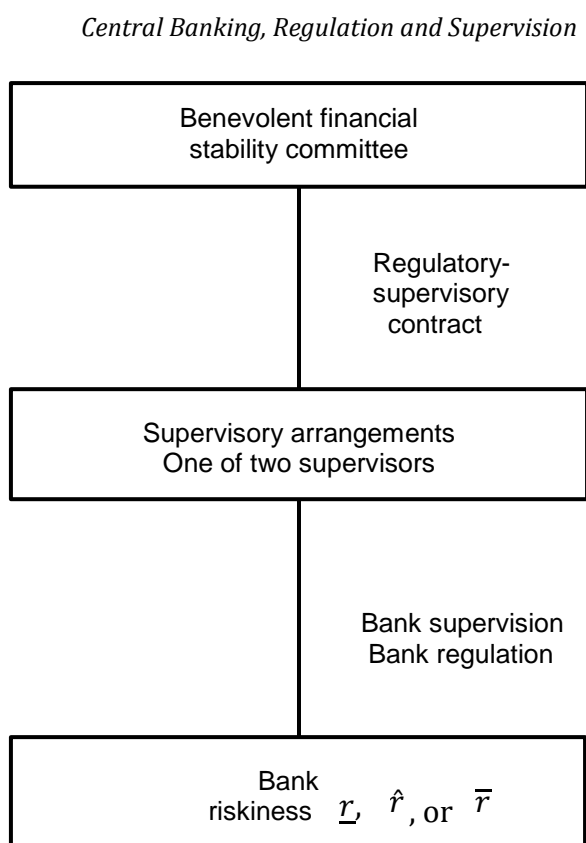 Central Banking, Regulation and Supervision
Benevolent financial
stability committee
Regulatory-
supervisory
contract
Supervisory arrangements
One of two supervisors
Bank supervision
Bank regulation
Bank
riskiness r̲, r̂, or r̅